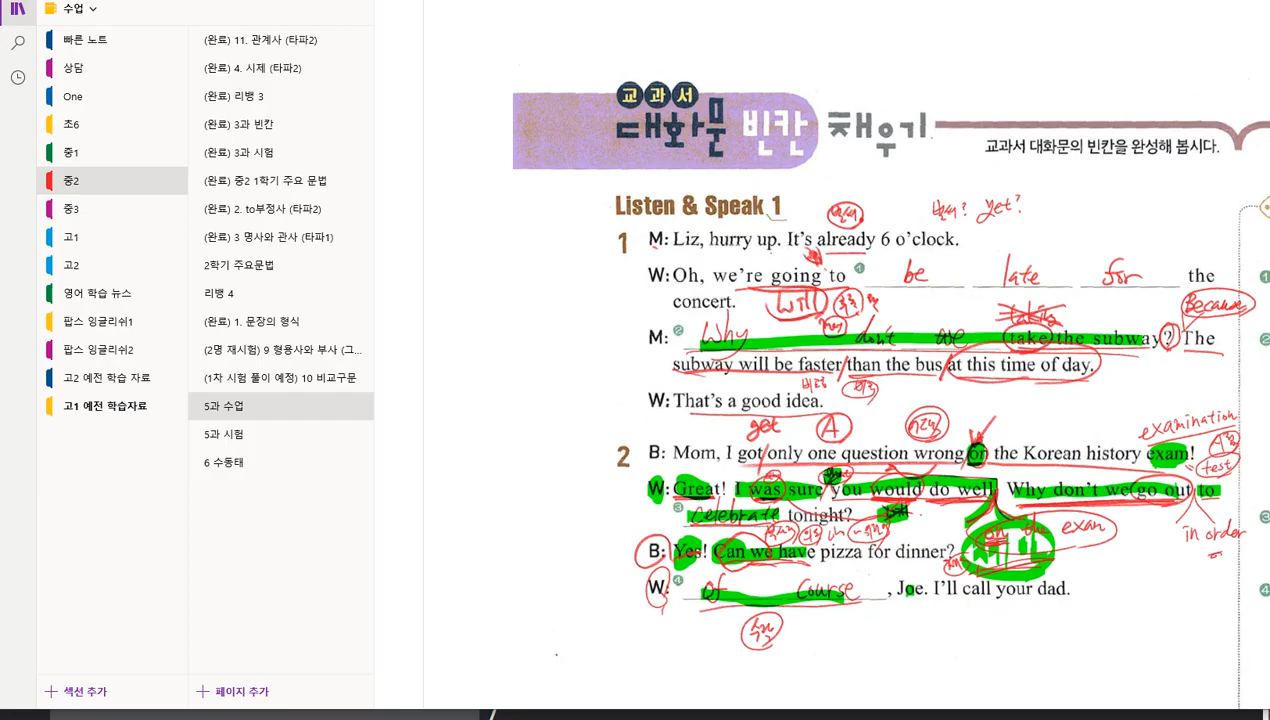 수업
빠른 노트
상담
One
초6
중1
중2
중3
고1
고2
영어 학습 뉴스
팝스 잉글리쉬1
팝스 잉글리쉬2
고2 예전 학습 자료
고1 예전 학습자료
섹션 추가
(완료) 11. 관계사 (타파2)
(완료) 4. 시제 (타파2)
(완료) 리뱅 3
(완료) 3과 빈칸
(완료) 3과 시험
(완료) 중2 1학기 주요 문법
(완료) 2. to부정사 (타파2)
(완료) 3 명사와 관사 (타파1)
2학기 주요문법
리뱅 4
(완료) 1. 문장의 형식
(2명 재시험) 9 형용사와 부사 (그...
(1차 시험 풀이 예정) 10 비교구문
5과 수업
5과 시험
6 수동태
페이지 추가
교과서
대화문 빈칸 채우기
교과서 대화문의 빈칸을 완성해 봅시다.
Listen & Speak 1
벌써
벌써? yet?
1 M: Liz, hurry up. It's already 6 o'clock.
W: Oh, we're going to ① be late for the
concert.
will
Because
M: ② Why don't we take the subway? The
subway will be faster than the bus at this time of day.
W: That's a good idea.
get A
examination
시험
test
2 B: Mom, I got only one question wrong on the Korean history exam!
W: Great! I was sure you would do well. Why don't we go out to
③ celebrate tonight?
on the exam
in order
B: Yes! Can we have pizza for dinner?
W: ④ of course, Joe. I'll call your dad.